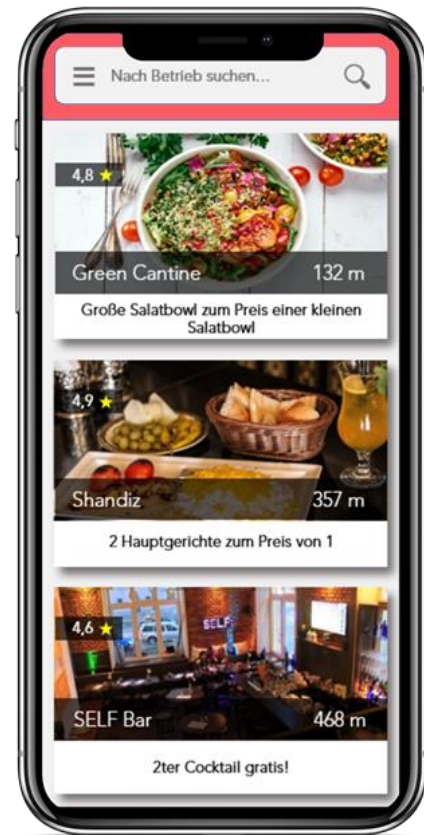 Nach Betrieb suchen...
4,8
Green Cantine 132 m
Große Salatbowl zum Preis einer kleinen
Salatbowl
4,9
Shandiz 357 m
2 Hauptgerichte zum Preis von 1
4,6
SELF
SELF Bar 468 m
2ter Cocktail gratis!